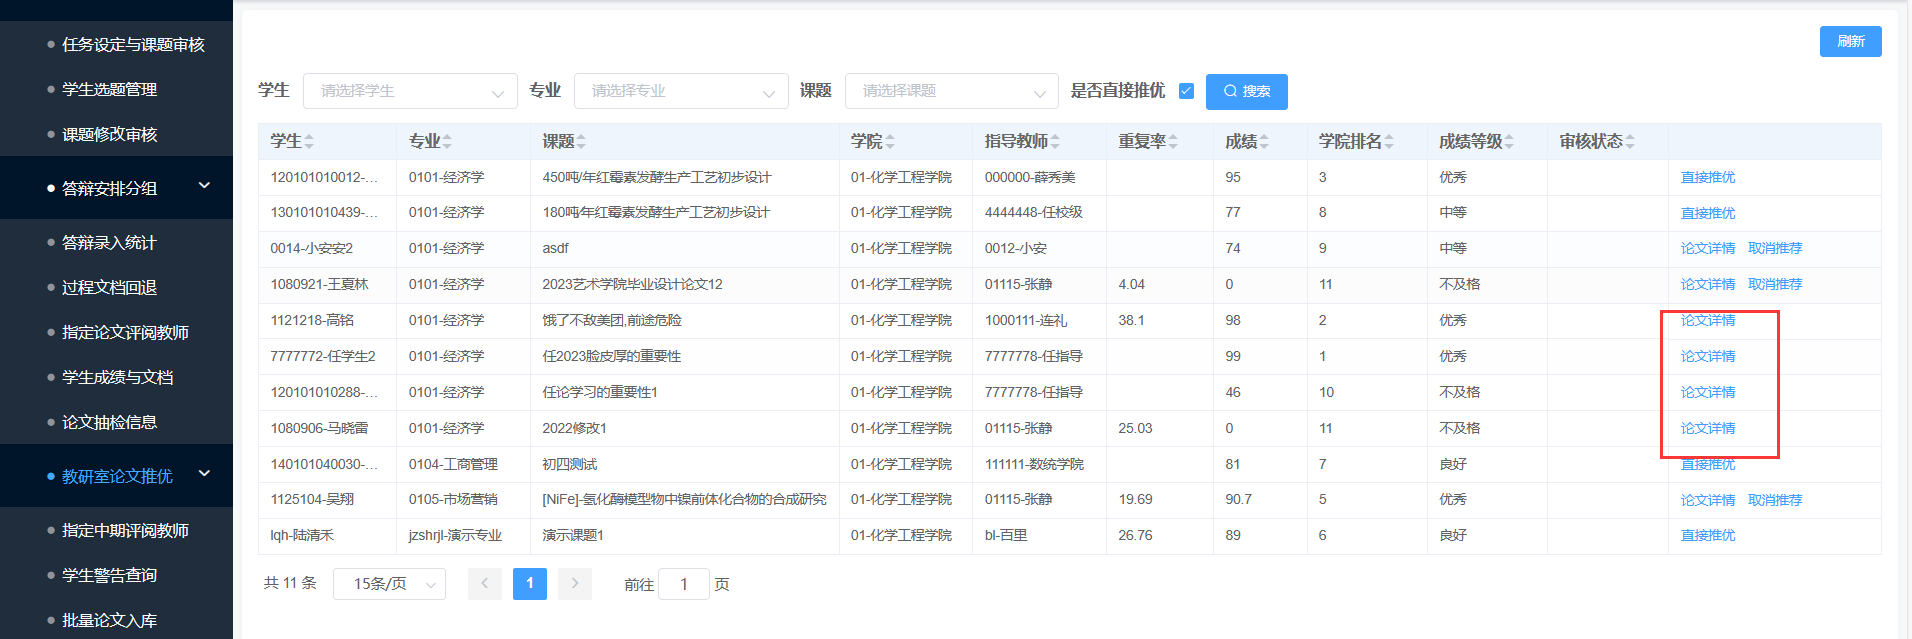 任务设定与课题审核
学生选题管理
课题修改审核
答辩安排分组
答辩录入统计
过程文档回退
指定论文评阅教师
学生成绩与文档
论文抽检信息
教研室论文推优
指定中期评阅教师
学生警告查询
批量论文入库
刷新
学生 请选择学生 专业 请选择专业 课题 请选择课题 是否直接推优 搜索
学生 专业 课题 学院 指导教师 重复率 成绩 学院排名 成绩等级 审核状态
120101010012-... 0101-经济学 450吨/年红霉素发酵生产工艺初步设计 01-化学工程学院 000000-薛秀美 95 3 优秀 直接推优
130101010439-... 0101-经济学 180吨/年红霉素发酵生产工艺初步设计 01-化学工程学院 4444448-任校级 77 8 中等 直接推优
0014-小安安2 0101-经济学 asdf 01-化学工程学院 0012-小安 74 9 中等 论文详情 取消推荐
1080921-王夏林 0101-经济学 2023艺术学院毕业设计论文12 01-化学工程学院 01115-张静 4.04 0 11 不及格 论文详情 取消推荐
1121218-高铭 0101-经济学 饿了不敌美团,前途危险 01-化学工程学院 1000111-连礼 38.1 98 2 优秀 论文详情
7777772-任学生2 0101-经济学 任2023脸皮厚的重要性 01-化学工程学院 7777778-任指导 99 1 优秀 论文详情
120101010288-... 0101-经济学 任论学习的重要性1 01-化学工程学院 7777778-任指导 46 10 不及格 论文详情
1080906-马晓雷 0101-经济学 2022修改1 01-化学工程学院 01115-张静 25.03 0 11 不及格 论文详情
140101040030-... 0104-工商管理 初四测试 01-化学工程学院 111111-数统学院 81 7 良好 直接推优
1125104-吴翔 0105-市场营销 [NiFe]-氢化酶模型物中镍前体化合物的合成研究 01-化学工程学院 01115-张静 19.69 90.7 5 优秀 论文详情 取消推荐
lqh-陆清禾 jzshrjl-演示专业 演示课题1 01-化学工程学院 bl-百里 26.76 89 6 良好 直接推优
共 11 条 15条/页 1 前往 1 页